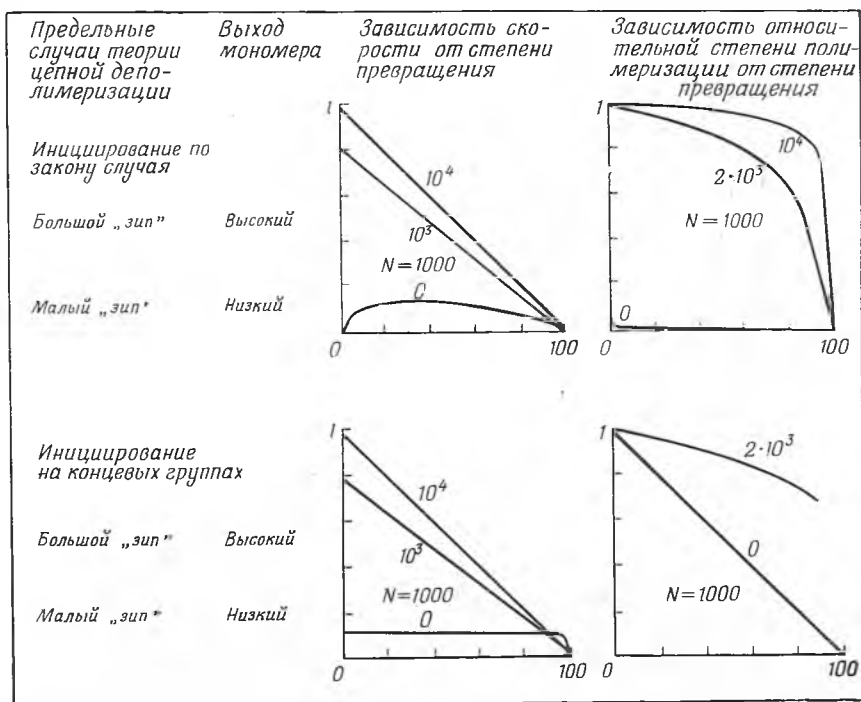 Предельные случаи теории цепной депо-лимеризации
Выход мономера
Зависимость ско-рости от степени превращения
Зависимость относи-тельной степени поли-меризации от степени превращения
Инициирование по закону случая
Большой „зип”
Высокий
Малый „зип”
Низкий
1
10⁴
10³
N=1000
0
0
100
1
10⁴
2·10³
N=1000
0
0
100
Инициирование на концевых группах
Большой „зип”
Высокий
Малый „зип”
Низкий
1
10⁴
10³
N=1000
0
0
100
1
2·10³
0
N=1000
0
100